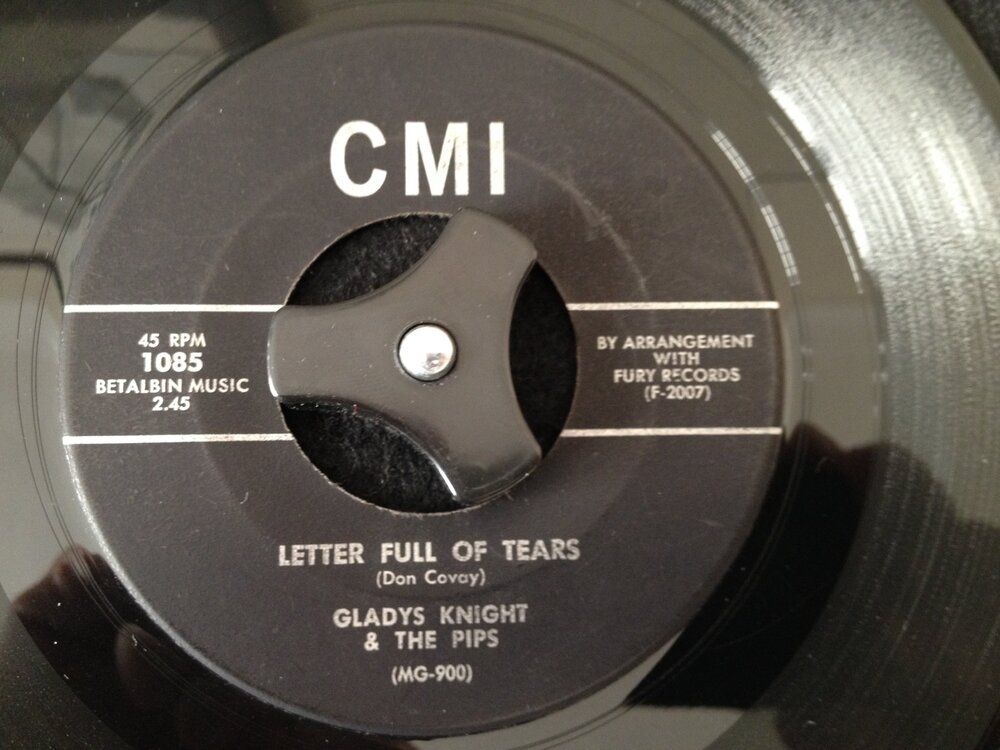 CMI
45 RPM
1085
BETALBIN MUSIC
2.45
BY ARRANGEMENT
WITH
FURY RECORDS
(F-2007)
LETTER FULL OF TEARS
(Don Covay)
GLADYS KNIGHT
& THE PIPS
(MG-900)